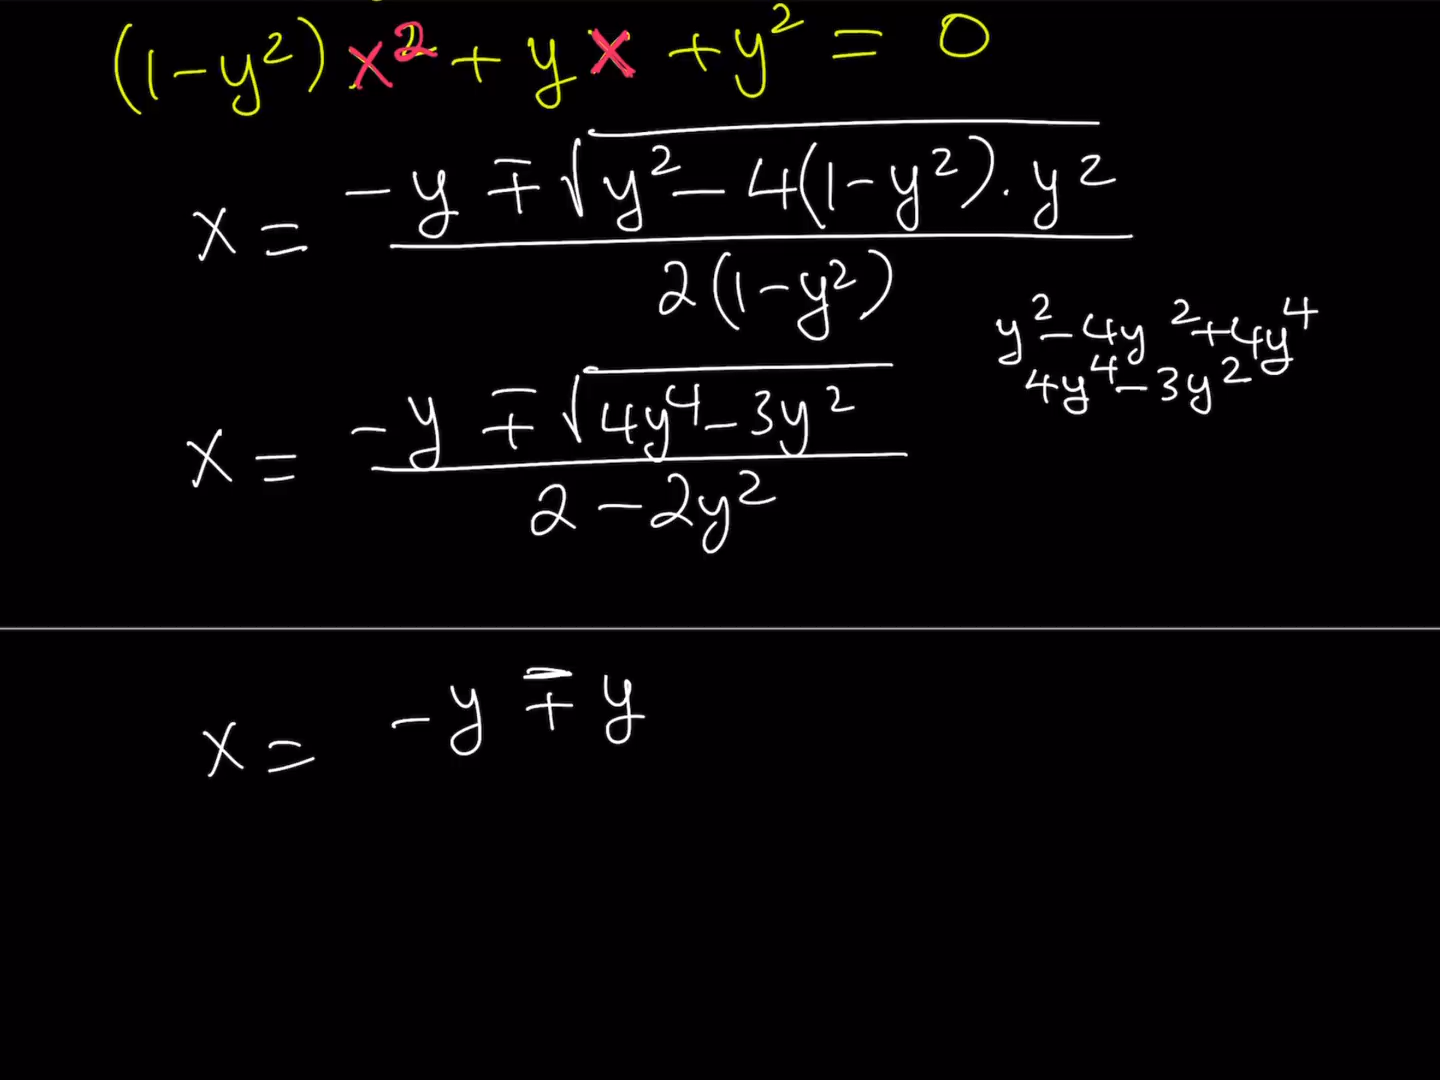 (1-y²)x² + yx + y² = 0
x = (-y ∓ √(y² - 4(1-y²).y²)) / (2(1-y²))
y² - 4y² + 4y⁴
4y⁴ - 3y²
x = (-y ∓ √(4y⁴ - 3y²)) / (2 - 2y²)
x = -y ∓ y